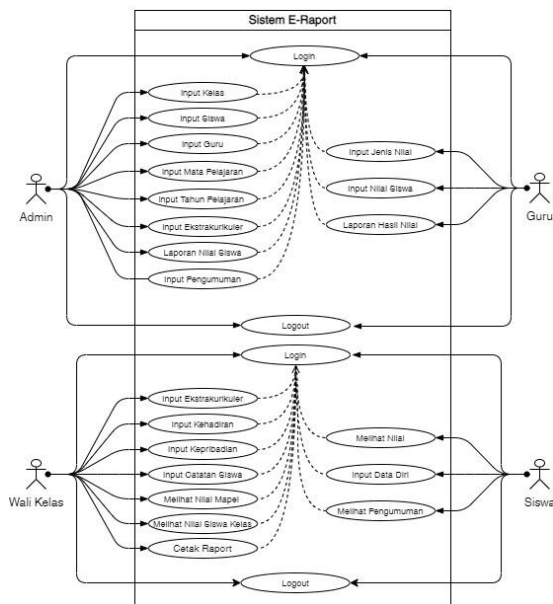 Sistem E-Raport
Login
Input Kelas
Input Siswa
Input Guru
Input Mata Pelajaran
Input Tahun Pelajaran
Input Ekstrakurikuler
Laporan Nilai Siswa
Input Pengumuman
Input Jenis Nilai
Input Nilai Siswa
Laporan Hasil Nilai
Admin
Guru
Logout
Login
Input Ekstrakurikuler
Input Kehadiran
Input Kepribadian
Input Catatan Siswa
Melihat Nilai Mapel
Melihat Nilai Siswa Kelas
Cetak Raport
Melihat Nilai
Input Data Diri
Melihat Pengumuman
Wali Kelas
Siswa
Logout